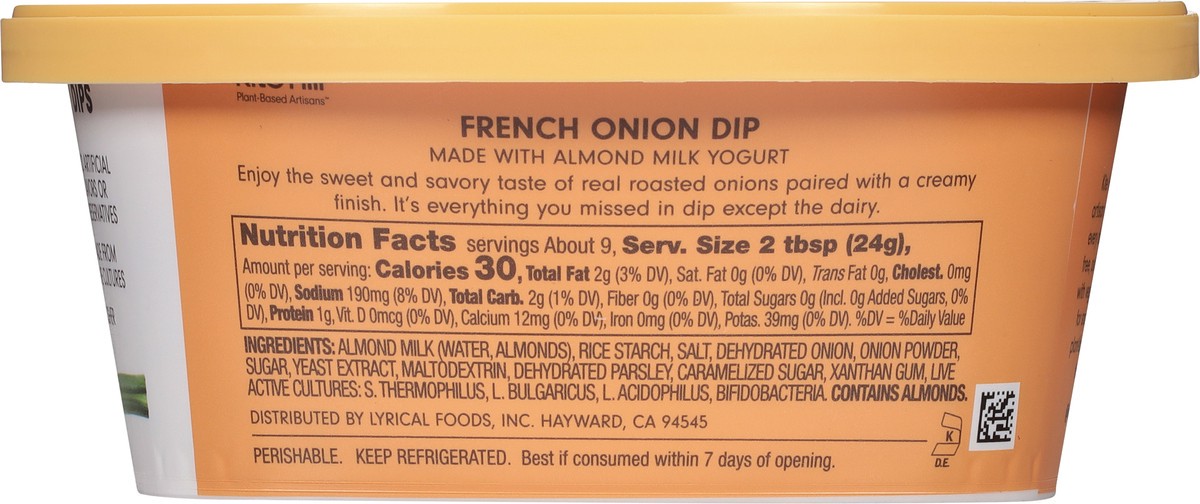 DIPS
Plant-Based Artisans™
FRENCH ONION DIP
MADE WITH ALMOND MILK YOGURT
Enjoy the sweet and savory taste of real roasted onions paired with a creamy
finish. It's everything you missed in dip except the dairy.
Nutrition Facts servings About 9, Serv. Size 2 tbsp (24g),
Amount per serving: Calories 30, Total Fat 2g (3% DV), Sat. Fat 0g (0% DV), Trans Fat 0g, Cholest. 0mg
(0% DV), Sodium 190mg (8% DV), Total Carb. 2g (1% DV), Fiber 0g (0% DV), Total Sugars 0g (Incl. 0g Added Sugars, 0%
DV), Protein 1g, Vit. D 0mcg (0% DV), Calcium 12mg (0% DV), Iron 0mg (0% DV), Potas. 39mg (0% DV). %DV = %Daily Value
INGREDIENTS: ALMOND MILK (WATER, ALMONDS), RICE STARCH, SALT, DEHYDRATED ONION, ONION POWDER,
SUGAR, YEAST EXTRACT, MALTODEXTRIN, DEHYDRATED PARSLEY, CARAMELIZED SUGAR, XANTHAN GUM, LIVE
ACTIVE CULTURES: S. THERMOPHILUS, L. BULGARICUS, L. ACIDOPHILUS, BIFIDOBACTERIA. CONTAINS ALMONDS.
DISTRIBUTED BY LYRICAL FOODS, INC. HAYWARD, CA 94545
K
D.E.
PERISHABLE. KEEP REFRIGERATED. Best if consumed within 7 days of opening.